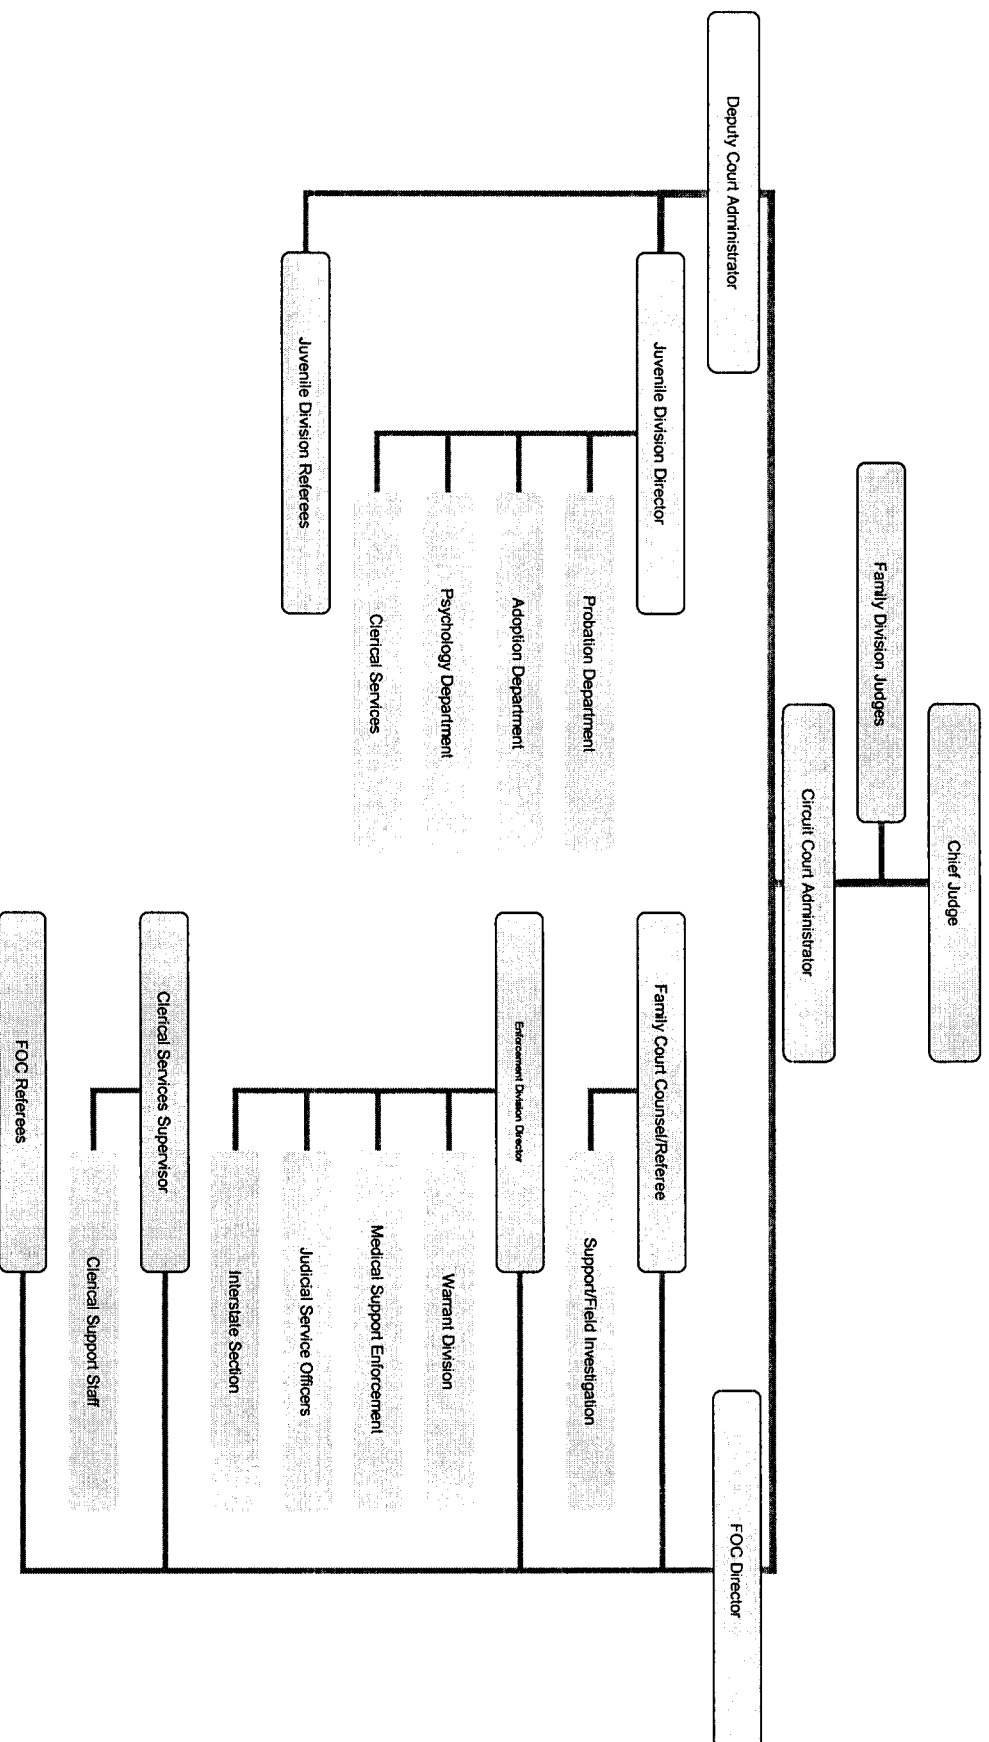 Chief Judge
Family Division Judges
Circuit Court Administrator
Deputy Court Administrator
FOC Director
Juvenile Division Director
Probation Department
Adoption Department
Psychology Department
Clerical Services
Juvenile Division Referees
Family Court Counsel/Referee
Support/Field Investigation
Enforcement Division Director
Warrant Division
Medical Support Enforcement
Judicial Service Officers
Interstate Section
Clerical Services Supervisor
Clerical Support Staff
FOC Referees